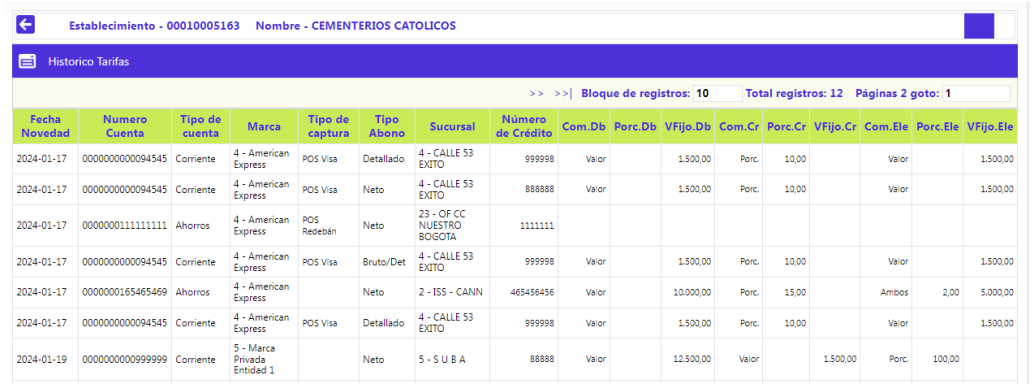 Establecimiento - 00010005163 Nombre - CEMENTERIOS CATOLICOS
Historico Tarifas
>> >>| Bloque de registros: 10 Total registros: 12 Páginas 2 goto: 1
Fecha Novedad Numero Cuenta Tipo de cuenta Marca Tipo de captura Tipo Abono Sucursal Número de Crédito Com.Db Porc.Db VFijo.Db Com.Cr Porc.Cr VFijo.Cr Com.Ele Porc.Ele VFijo.Ele
2024-01-17 0000000000094545 Corriente 4 - American Express POS Visa Detallado 4 - CALLE 53 EXITO 999998 Valor 1.500,00 Porc. 10,00 Valor 1.500,00
2024-01-17 0000000000094545 Corriente 4 - American Express POS Visa Neto 4 - CALLE 53 EXITO 888888 Valor 1.500,00 Porc. 10,00 Valor 1.500,00
2024-01-17 0000000111111111 Ahorros 4 - American Express POS Redebán Neto 23 - OF CC NUESTRO BOGOTA 1111111
2024-01-17 0000000000094545 Corriente 4 - American Express POS Visa Bruto/Det 4 - CALLE 53 EXITO 999998 Valor 1.500,00 Porc. 10,00 Valor 1.500,00
2024-01-17 0000000165465469 Ahorros 4 - American Express Neto 2 - ISS - CANN 465456456 Valor 10.000,00 Porc. 15,00 Ambos 2,00 5.000,00
2024-01-17 0000000000094545 Corriente 4 - American Express POS Visa Detallado 4 - CALLE 53 EXITO 999998 Valor 1.500,00 Porc. 10,00 Valor 1.500,00
2024-01-19 0000000000999999 Corriente 5 - Marca Privada Entidad 1 Neto 5 - S U B A 88888 Valor 12.500,00 Valor 1.500,00 Porc. 100,00